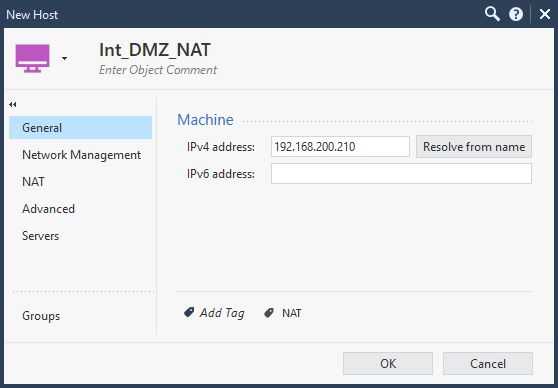 New Host
Int_DMZ_NAT
Enter Object Comment
General
Network Management
NAT
Advanced
Servers
Groups
Machine
IPv4 address: 192.168.200.210 Resolve from name
IPv6 address:
Add Tag NAT
OK Cancel